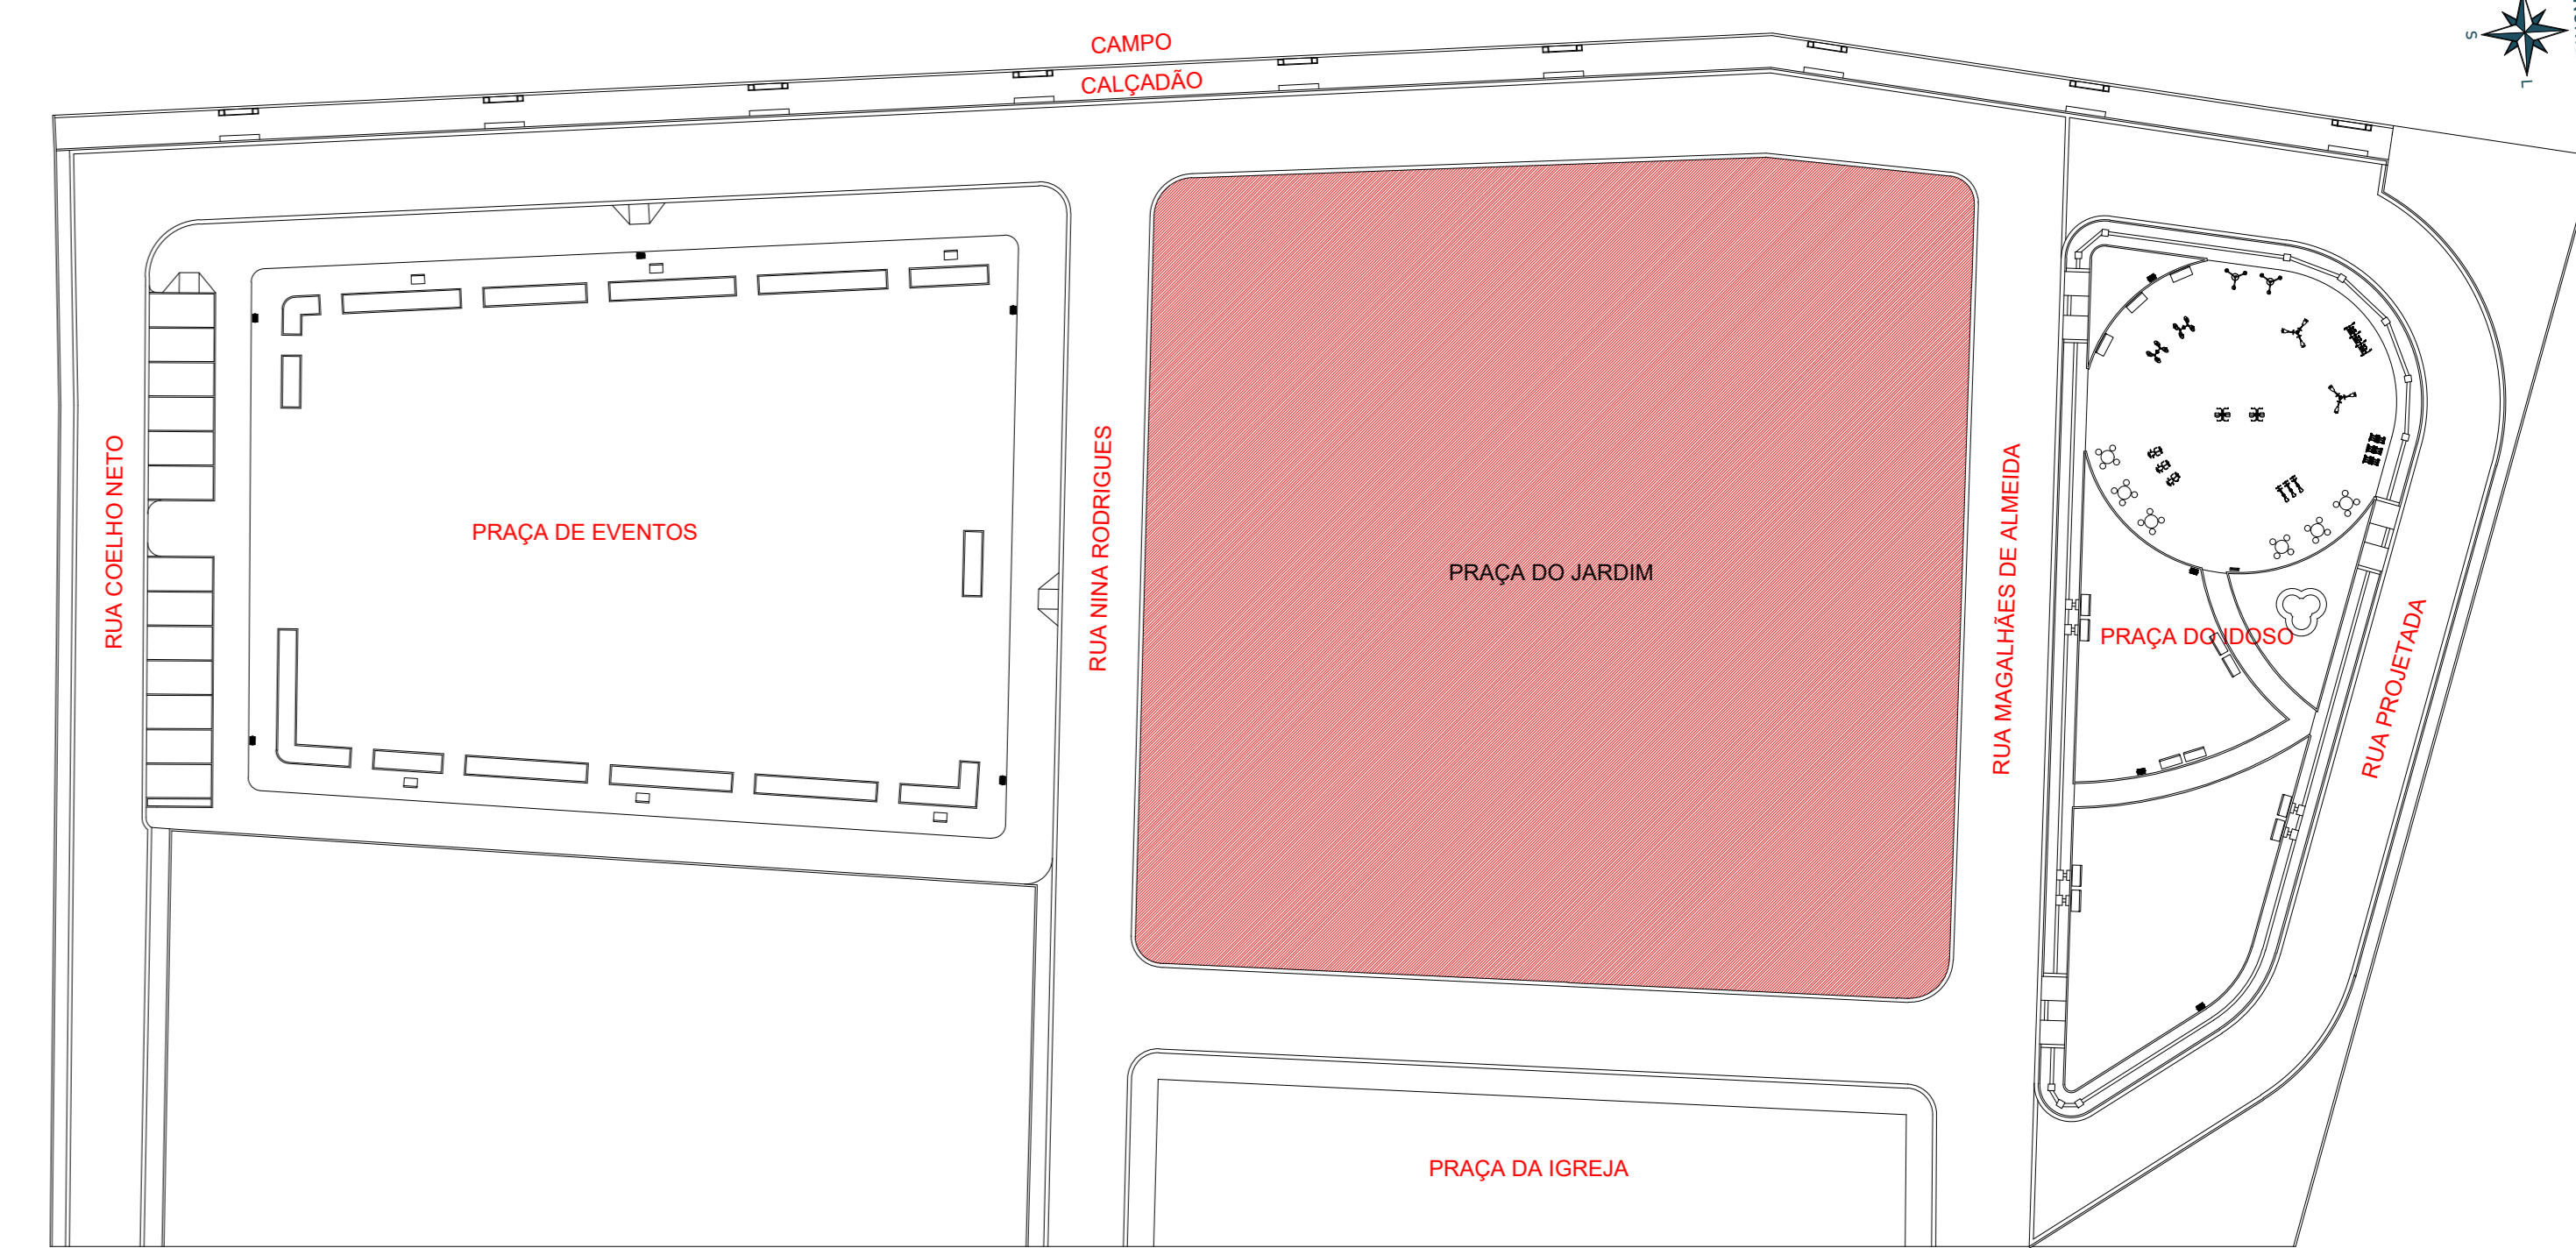 CAMPO
CALÇADÃO
S
L
RUA COELHO NETO
PRAÇA DE EVENTOS
RUA NINA RODRIGUES
PRAÇA DO JARDIM
RUA MAGALHÃES DE ALMEIDA
PRAÇA DO IDOSO
RUA PROJETADA
PRAÇA DA IGREJA